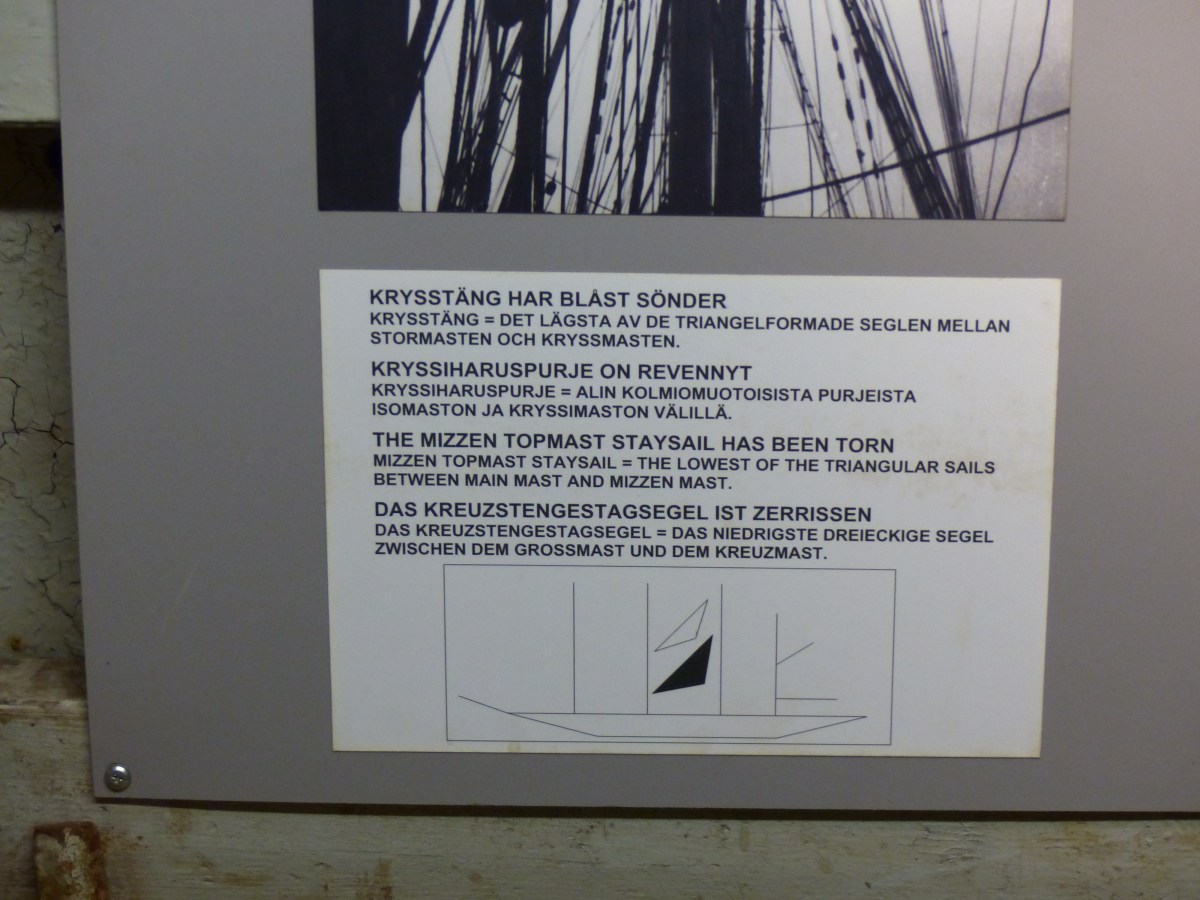 KRYSSTÄNG HAR BLÅST SÖNDER
KRYSSTÄNG = DET LÄGSTA AV DE TRIANGELFORMADE SEGLEN MELLAN
STORMASTEN OCH KRYSSMASTEN.
KRYSSIHARUSPURJE ON REVENNYT
KRYSSIHARUSPURJE = ALIN KOLMIOMUOTOISISTA PURJEISTA
ISOMASTON JA KRYSSIMASTON VÄLILLÄ.
THE MIZZEN TOPMAST STAYSAIL HAS BEEN TORN
MIZZEN TOPMAST STAYSAIL = THE LOWEST OF THE TRIANGULAR SAILS
BETWEEN MAIN MAST AND MIZZEN MAST.
DAS KREUZSTENGESTAGSEGEL IST ZERRISSEN
DAS KREUZSTENGESTAGSEGEL = DAS NIEDRIGSTE DREIECKIGE SEGEL
ZWISCHEN DEM GROSSMAST UND DEM KREUZMAST.